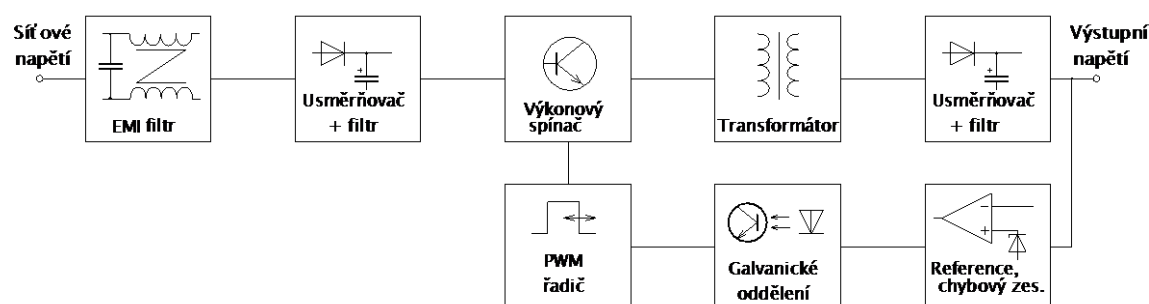 Síťové
napětí
EMI filtr
Usměrňovač
+ filtr
Výkonový
spínač
Transformátor
Usměrňovač
+ filtr
Výstupní
napětí
PWM
řadič
Galvanické
oddělení
Reference,
chybový zes.